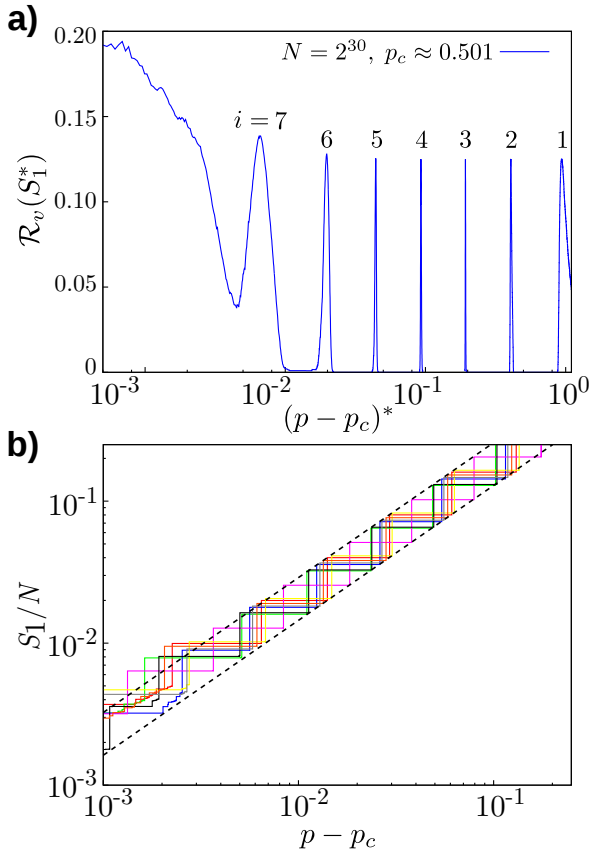 a)
N = 2^30, p_c ≈ 0.501
0.20
0.15
0.10
0.05
0
R_v(S_1^*)
i = 7 6 5 4 3 2 1
10^-3 10^-2 10^-1 10^0
(p − p_c)^*
b)
10^-1
10^-2
10^-3
S_1/N
10^-3 10^-2 10^-1
p − p_c